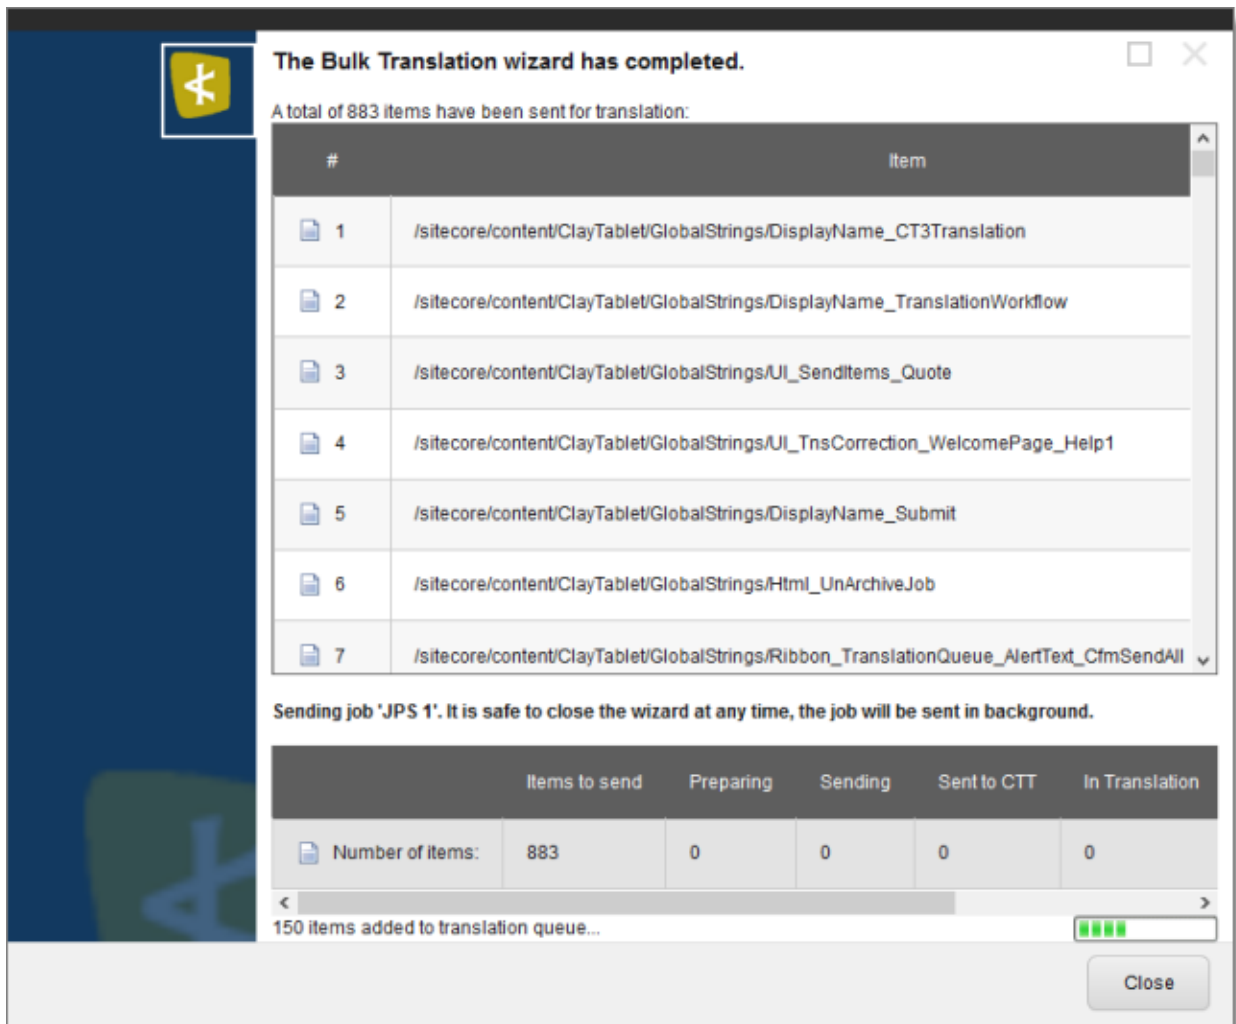 The Bulk Translation wizard has completed.
A total of 883 items have been sent for translation:
# Item
1 /sitecore/content/ClayTablet/GlobalStrings/DisplayName_CT3Translation
2 /sitecore/content/ClayTablet/GlobalStrings/DisplayName_TranslationWorkflow
3 /sitecore/content/ClayTablet/GlobalStrings/UI_SendItems_Quote
4 /sitecore/content/ClayTablet/GlobalStrings/UI_TnsCorrection_WelcomePage_Help1
5 /sitecore/content/ClayTablet/GlobalStrings/DisplayName_Submit
6 /sitecore/content/ClayTablet/GlobalStrings/Html_UnArchiveJob
7 /sitecore/content/ClayTablet/GlobalStrings/Ribbon_TranslationQueue_AlertText_CfmSendAll
Sending job 'JPS 1'. It is safe to close the wizard at any time, the job will be sent in background.
Items to send Preparing Sending Sent to CTT In Translation
Number of items: 883 0 0 0 0
150 items added to translation queue...
Close